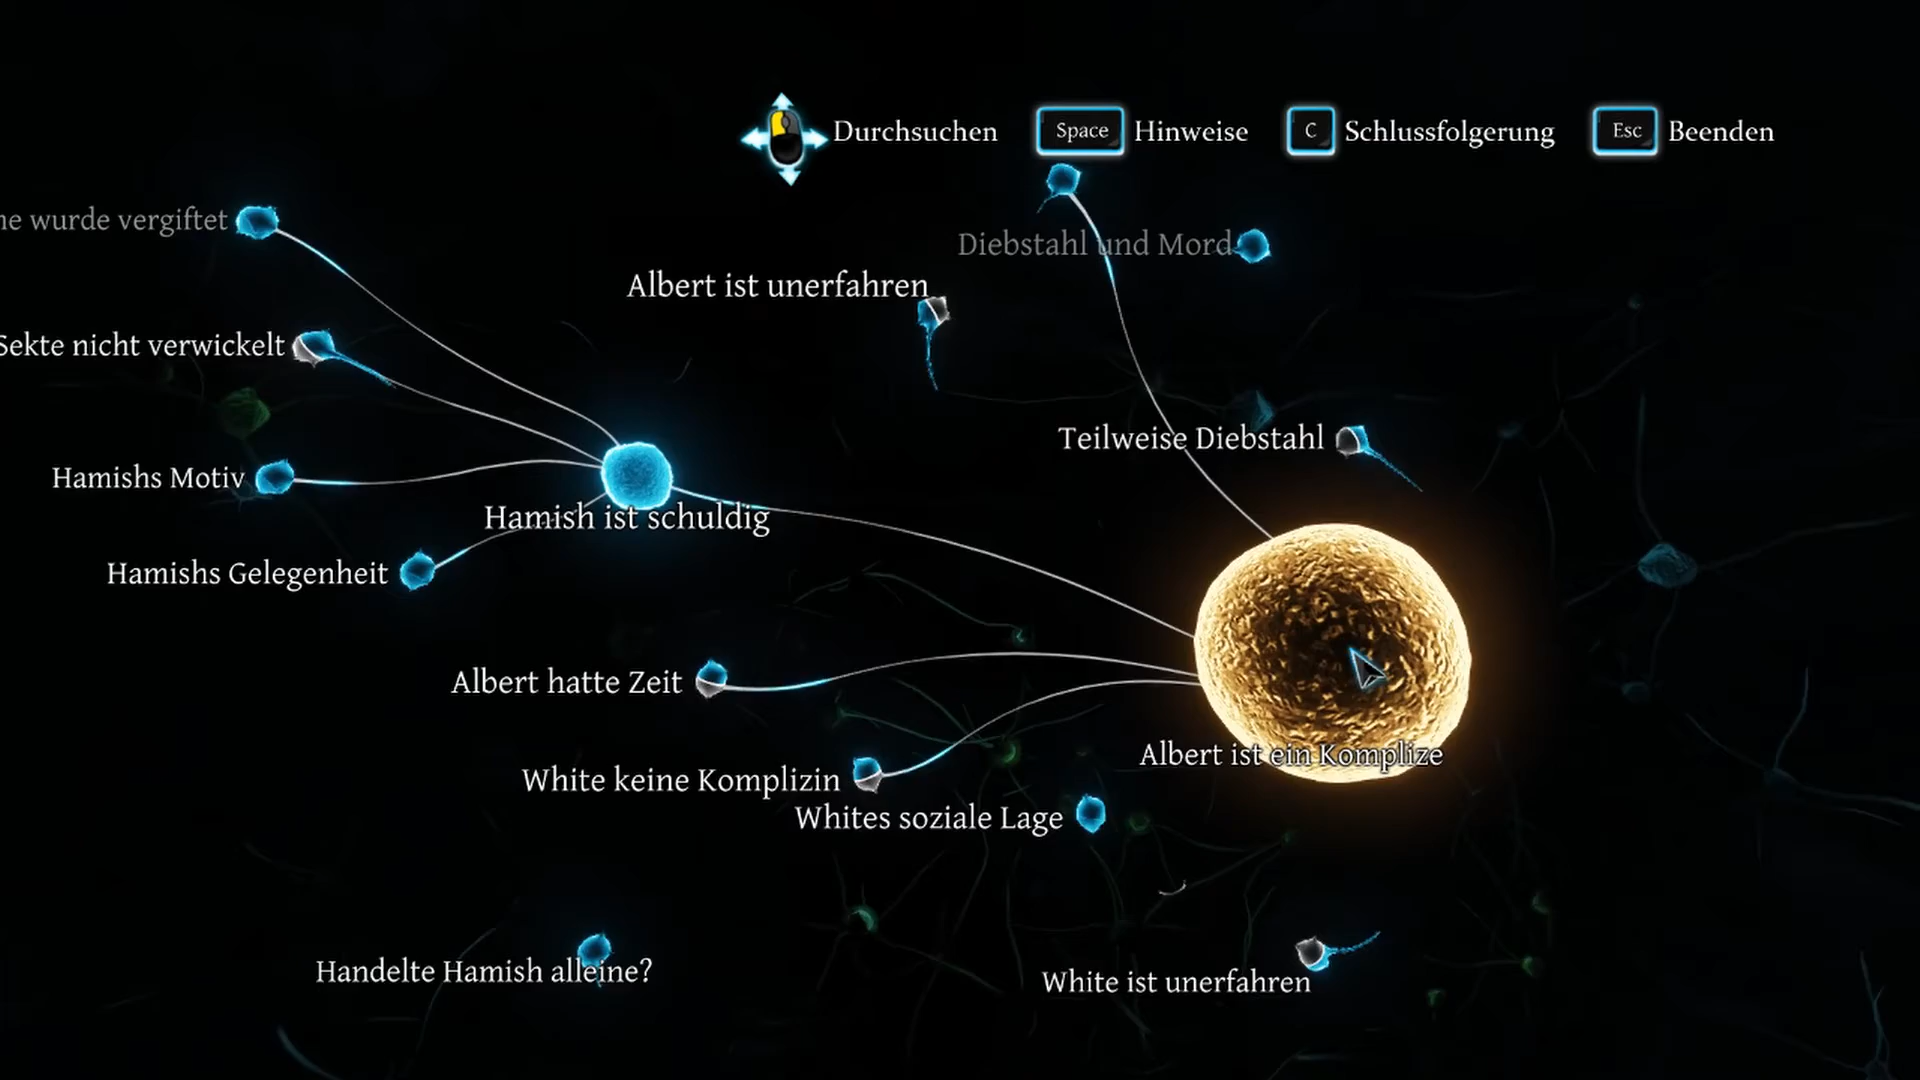 Durchsuchen
Space Hinweise
C Schlussfolgerung
Esc Beenden
wurde vergiftet
Diebstahl und Mord
Albert ist unerfahren
Sekte nicht verwickelt
Teilweise Diebstahl
Hamishs Motiv
Hamish ist schuldig
Hamishs Gelegenheit
Albert hatte Zeit
Albert ist ein Komplize
White keine Komplizin
Whites soziale Lage
Handelte Hamish alleine?
White ist unerfahren